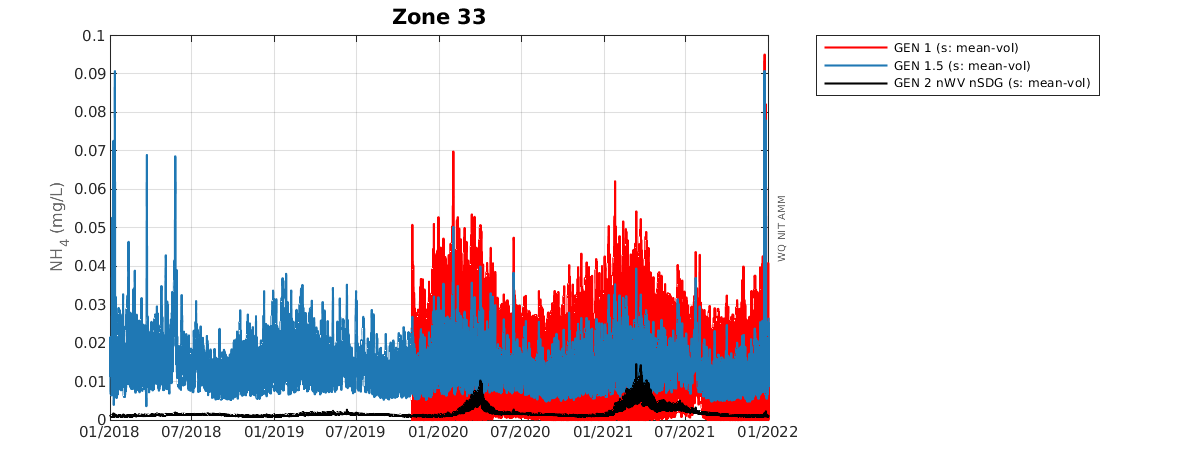 Zone 33
GEN 1 (s: mean-vol)
GEN 1.5 (s: mean-vol)
GEN 2 nWV nSDG (s: mean-vol)
NH4 (mg/L)
0.1
0.09
0.08
0.07
0.06
0.05
0.04
0.03
0.02
0.01
0
01/2018 07/2018 01/2019 07/2019 01/2020 07/2020 01/2021 07/2021 01/2022
WQ NIT AMM